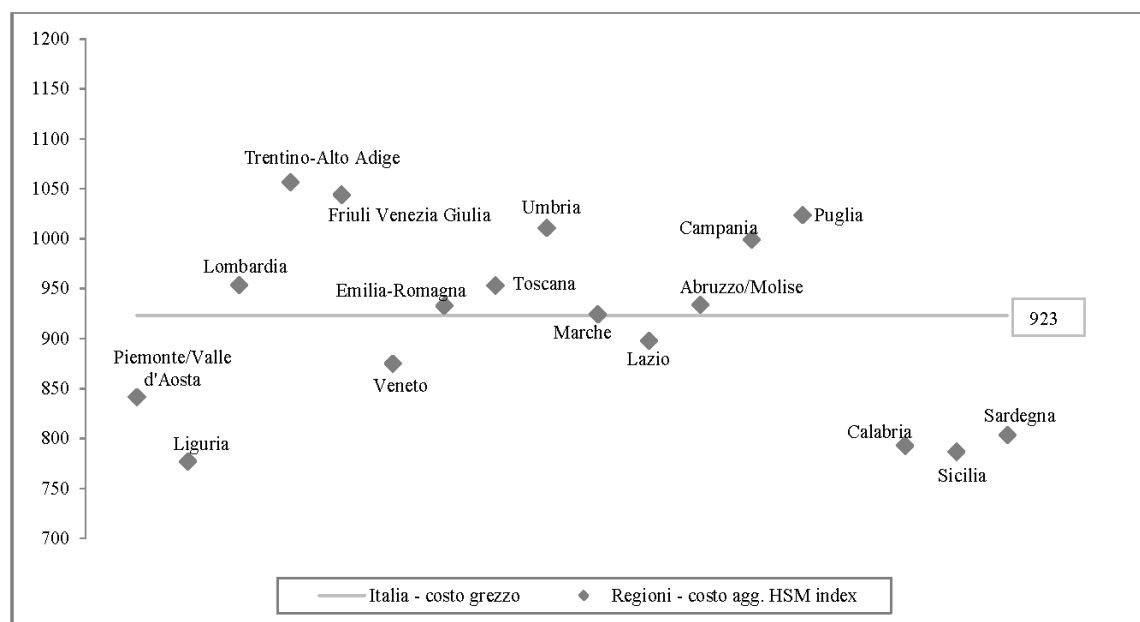 1200
1150
1100
1050
1000
950
900
850
800
750
700
Trentino-Alto Adige
Friuli Venezia Giulia
Umbria
Campania
Puglia
Lombardia
Emilia-Romagna
Toscana
Abruzzo/Molise
923
Marche
Lazio
Piemonte/Valle
d'Aosta
Veneto
Liguria
Calabria
Sardegna
Sicilia
Italia - costo grezzo
Regioni - costo agg. HSM index